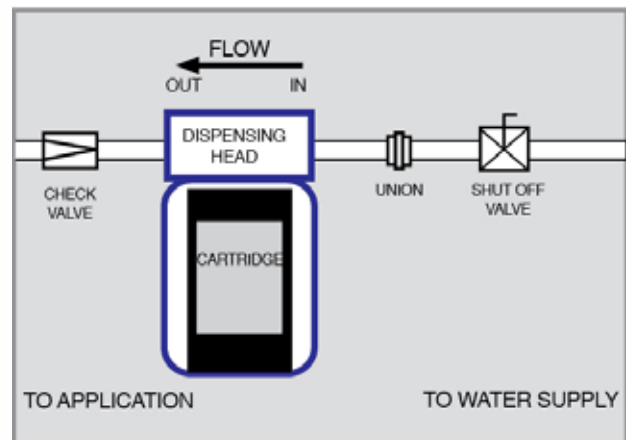 FLOW
OUT IN
DISPENSING
HEAD
CHECK
VALVE
UNION
SHUT OFF
VALVE
CARTRIDGE
TO APPLICATION
TO WATER SUPPLY